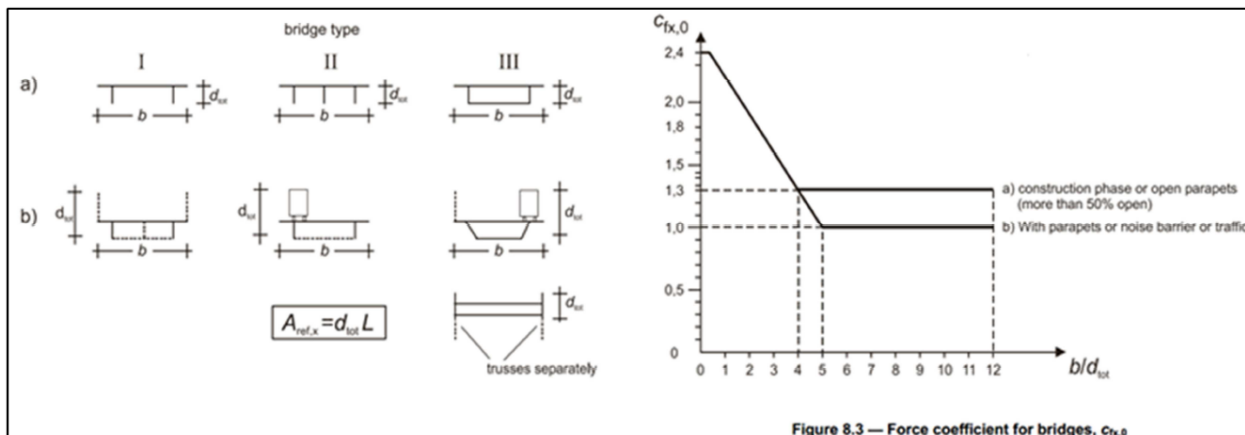 bridge type
I II III
a)
d_tot d_tot d_tot
b b b
b)
d_tot d_tot d_tot
b b b
A_ref,x = d_tot L
d_tot
trusses separately
c_fx,0
2,4
2,0
1,8
1,5
1,3
1,0
0,5
0
0 1 2 3 4 5 6 7 8 9 10 11 12
b/d_tot
a) construction phase or open parapets
(more than 50% open)
b) With parapets or noise barrier or traffic
Figure 8.3 — Force coefficient for bridges, c_fx,0